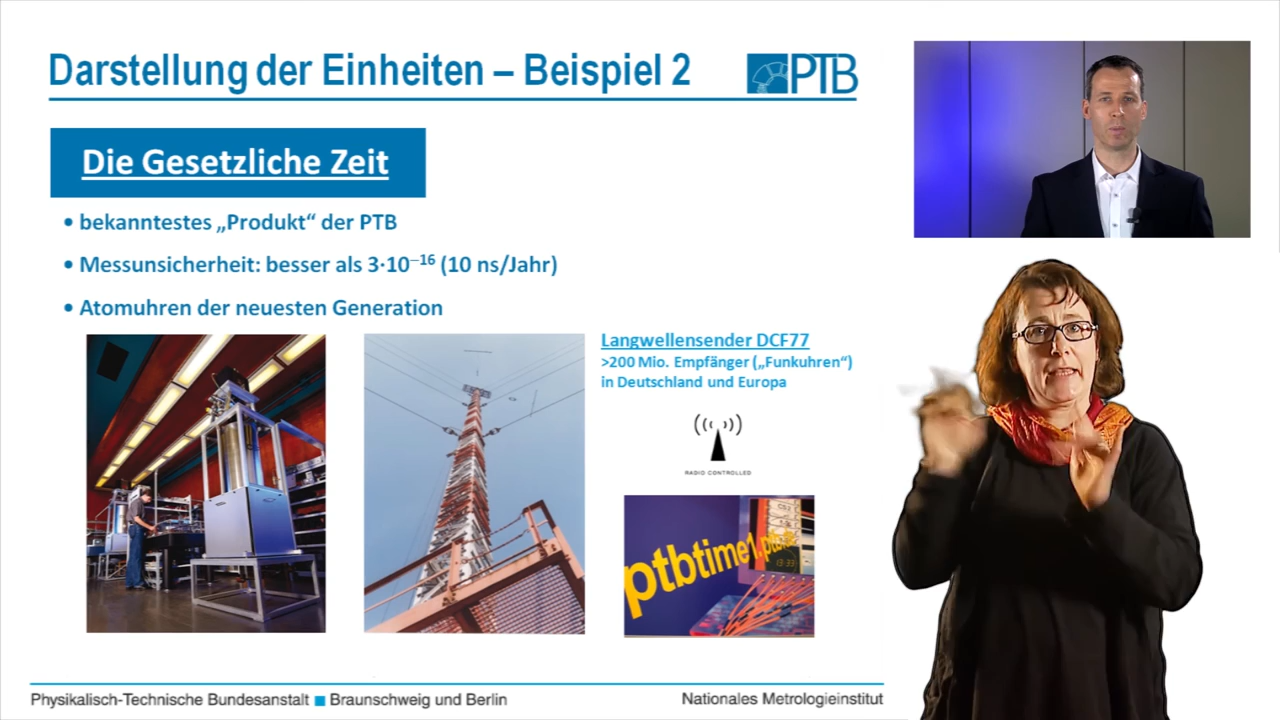 Darstellung der Einheiten – Beispiel 2
PTB
Die Gesetzliche Zeit
• bekanntestes „Produkt“ der PTB
• Messunsicherheit: besser als 3·10⁻¹⁶ (10 ns/Jahr)
• Atomuhren der neuesten Generation
Langwellensender DCF77
>200 Mio. Empfänger („Funkuhren“)
in Deutschland und Europa
RADIO CONTROLLED
ptbtime1.ptb
Physikalisch-Technische Bundesanstalt ■ Braunschweig und Berlin
Nationales Metrologieinstitut